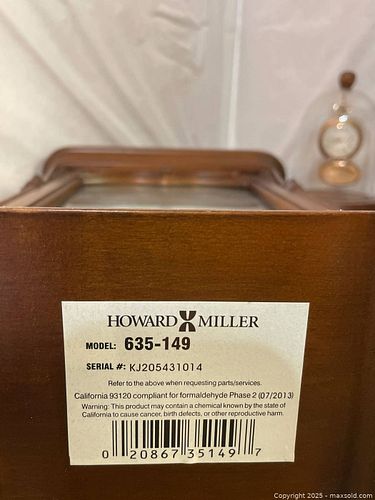 HOWARD MILLER
MODEL: 635-149
SERIAL #: KJ205431014
Refer to the above when requesting parts/services.
California 93120 compliant for formaldehyde Phase 2 (07/2013)
Warning: This product may contain a chemical known by the state of
California to cause cancer, birth defects, or other reproductive harm.
0 20867 35149 7
Copyright 2025 - maxsold.com